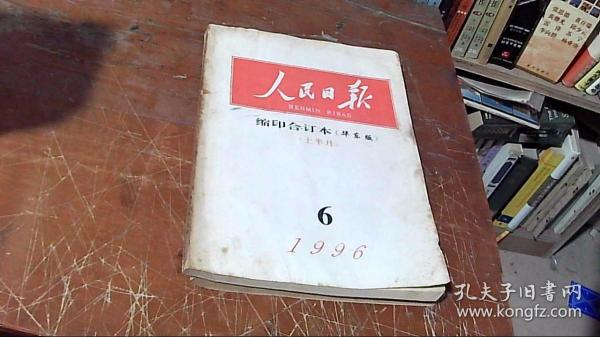 人民日报
RENMIN RIBAO
缩印合订本（华东版）
（上半月）
6
1996
孔夫子旧书网
www.kongfz.com